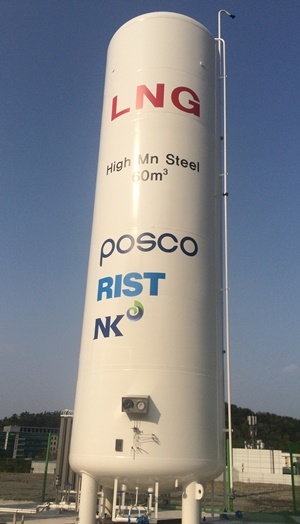 LNG
High Mn Steel
60m³
posco
RIST
NK